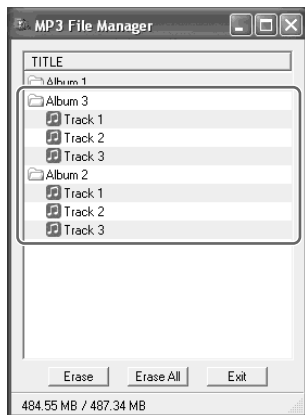 MP3 File Manager
TITLE
Album 1
Album 3
Track 1
Track 2
Track 3
Album 2
Track 1
Track 2
Track 3
Erase Erase All Exit
484.55 MB / 487.34 MB